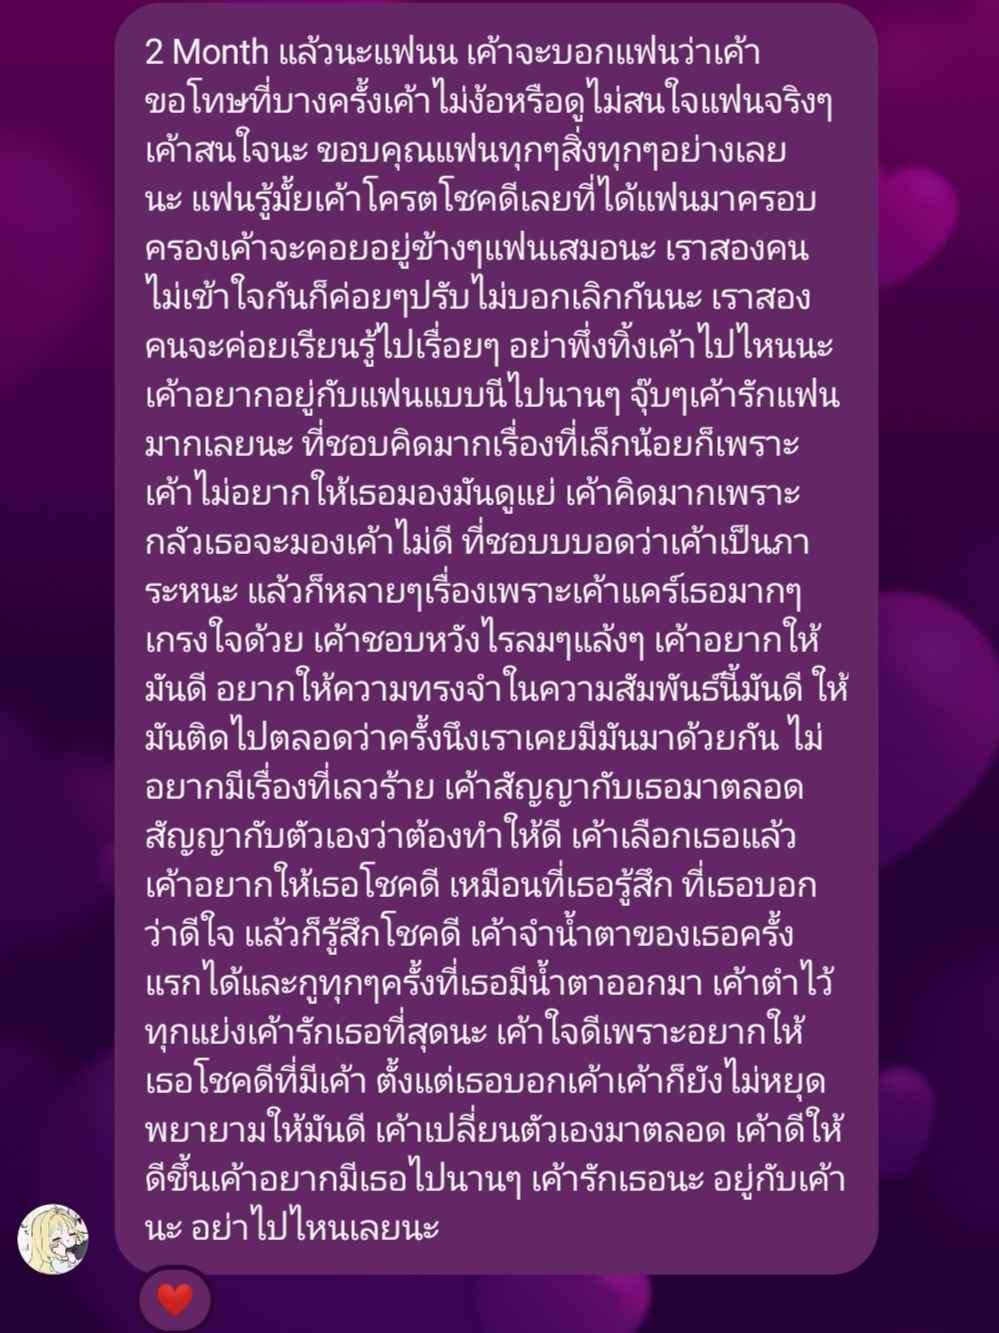 2 Month แล้วนะแฟนน เค้าจะบอกแฟนว่าเค้า
ขอโทษที่บางครั้งเค้าไม่ง้อหรือดูไม่สนใจแฟนจริงๆ
เค้าสนใจนะ ขอบคุณแฟนทุกๆสิ่งทุกๆอย่างเลย
นะ แฟนรู้มั้ยเค้าโครตโชคดีเลยที่ได้แฟนมาครอบ
ครองเค้าจะคอยอยู่ข้างๆแฟนเสมอนะ เราสองคน
ไม่เข้าใจกันก็ค่อยๆปรับไม่บอกเลิกกันนะ เราสอง
คนจะค่อยเรียนรู้ไปเรื่อยๆ อย่าพึ่งทิ้งเค้าไปไหนนะ
เค้าอยากอยู่กับแฟนแบบนีไปนานๆ จุ๊บๆเค้ารักแฟน
มากเลยนะ ที่ชอบคิดมากเรื่องที่เล็กน้อยก็เพราะ
เค้าไม่อยากให้เธอมองมันดูแย่ เค้าคิดมากเพราะ
กลัวเธอจะมองเค้าไม่ดี ที่ชอบบบอดว่าเค้าเป็นภา
ระหนะ แล้วก็หลายๆเรื่องเพราะเค้าแคร์เธอมากๆ
เกรงใจด้วย เค้าชอบหวังไรลมๆแล้งๆ เค้าอยากให้
มันดี อยากให้ความทรงจำในความสัมพันธ์นี้มันดี ให้
มันติดไปตลอดว่าครั้งนึงเราเคยมีมันมาด้วยกัน ไม่
อยากมีเรื่องที่เลวร้าย เค้าสัญญากับเธอมาตลอด
สัญญากับตัวเองว่าต้องทำให้ดี เค้าเลือกเธอแล้ว
เค้าอยากให้เธอโชคดี เหมือนที่เธอรู้สึก ที่เธอบอก
ว่าดีใจ แล้วก็รู้สึกโชคดี เค้าจำน้ำตาของเธอครั้ง
แรกได้และกูทุกๆครั้งที่เธอมีน้ำตาออกมา เค้าตำไว้
ทุกแย่งเค้ารักเธอที่สุดนะ เค้าใจดีเพราะอยากให้
เธอโชคดีที่มีเค้า ตั้งแต่เธอบอกเค้าเค้าก็ยังไม่หยุด
พยายามให้มันดี เค้าเปลี่ยนตัวเองมาตลอด เค้าดีให้
ดีขึ้นเค้าอยากมีเธอไปนานๆ เค้ารักเธอนะ อยู่กับเค้า
นะ อย่าไปไหนเลยนะ